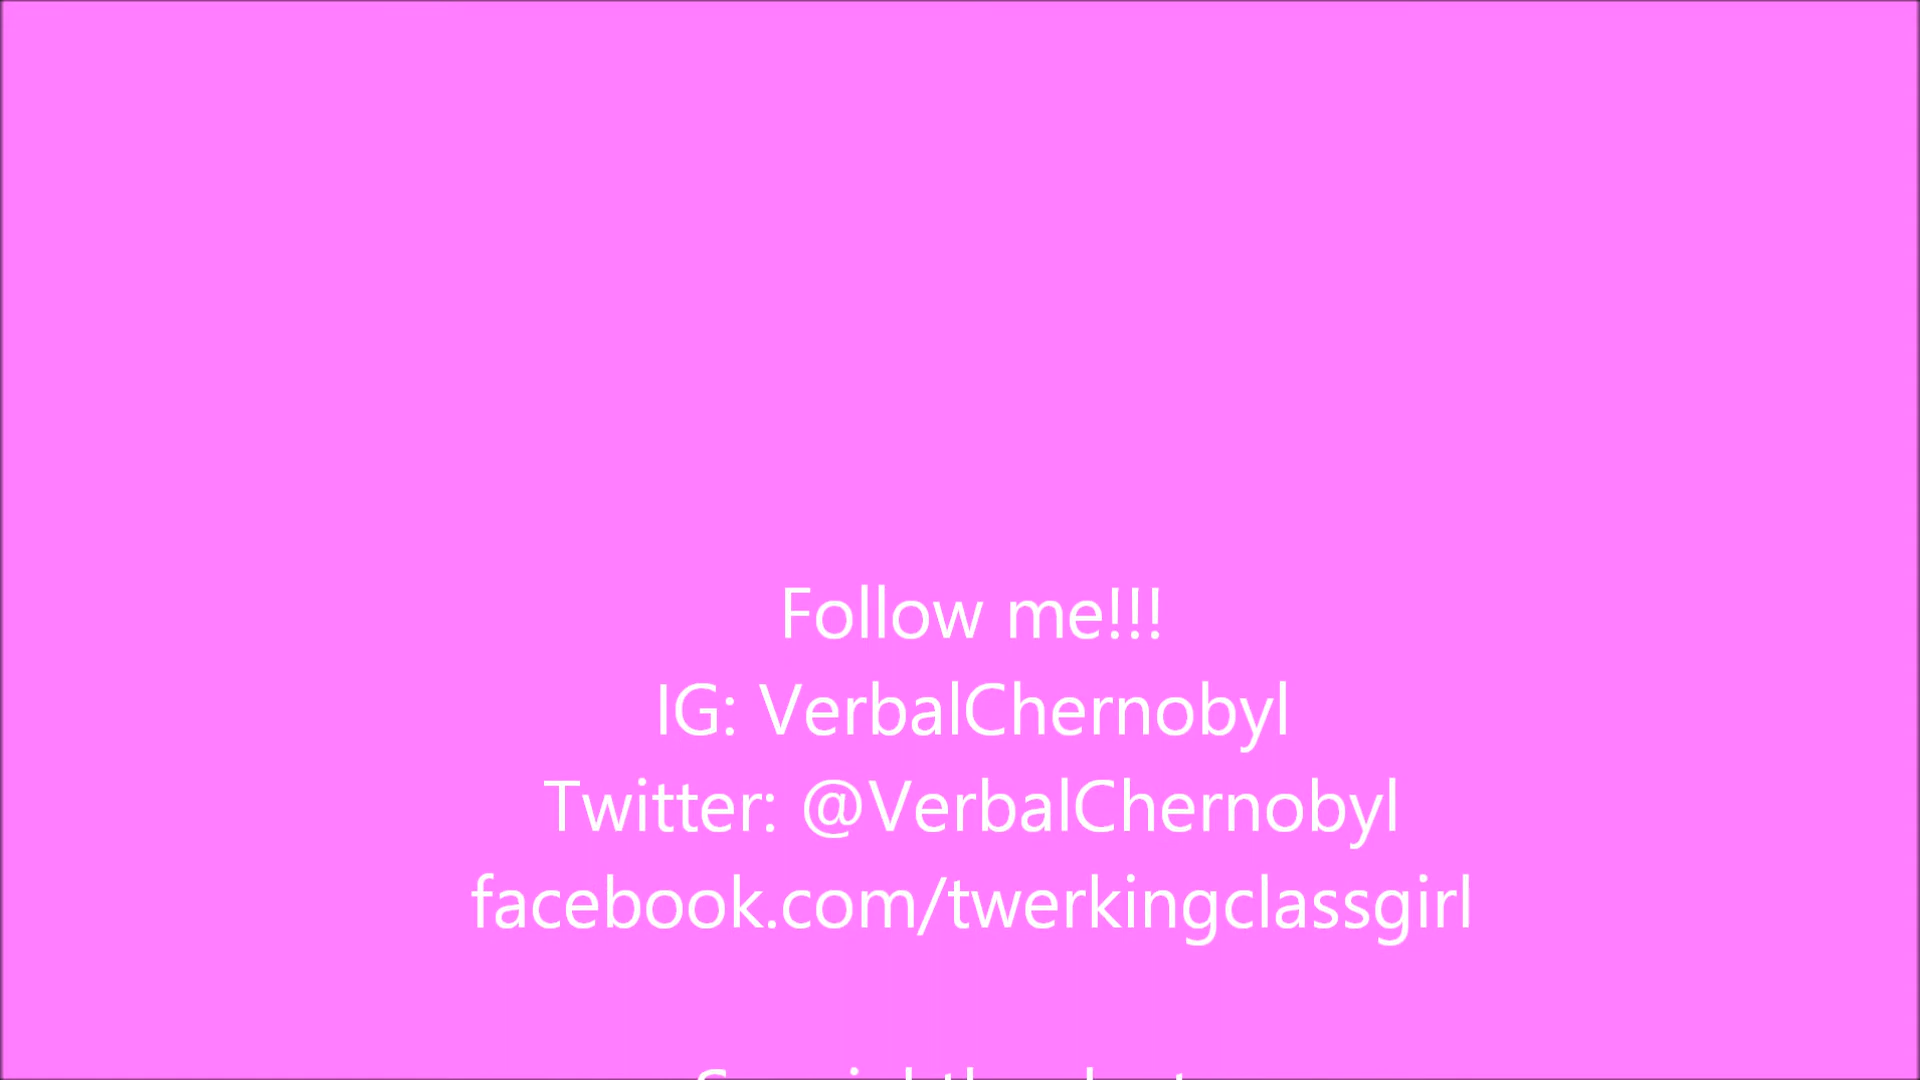 Follow me!!!
IG: VerbalChernobyl
Twitter: @VerbalChernobyl
facebook.com/twerkingclassgirl